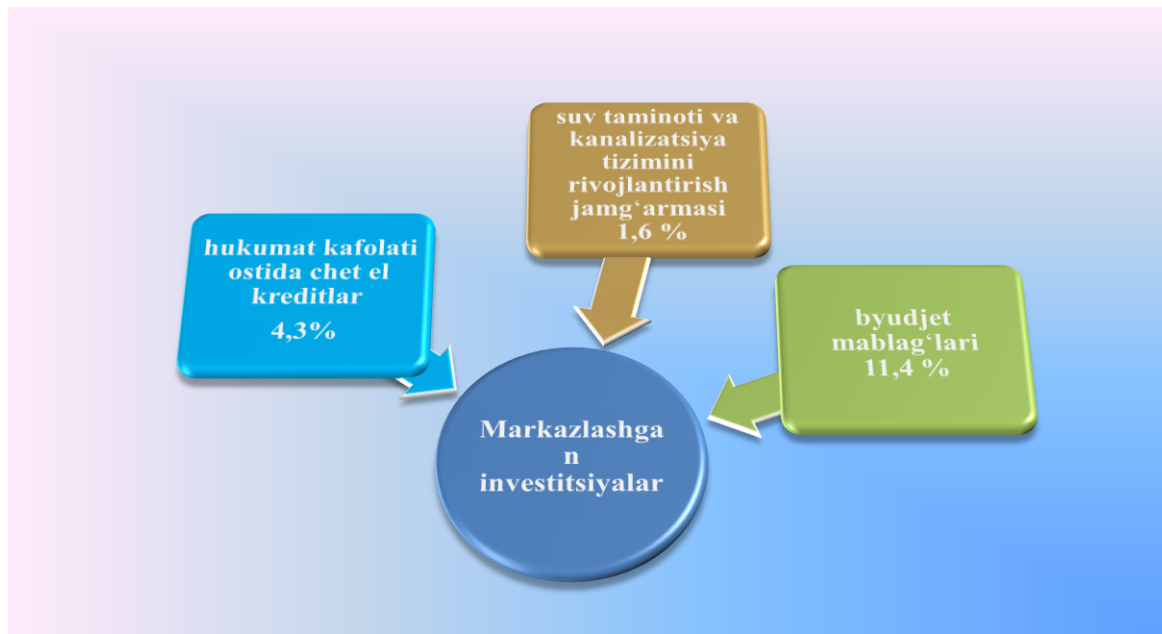 suv taminoti va
kanalizatsiya
tizimini
rivojlantirish
jamg‘armasi
1,6 %
hukumat kafolati
ostida chet el
kreditlar
4,3%
byudjet
mablag‘lari
11,4 %
Markazlashga
n
investitsiyalar